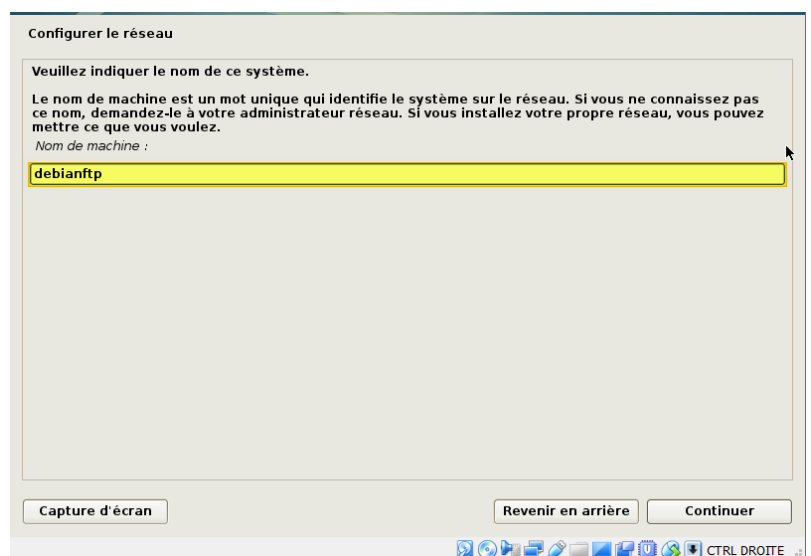 Configurer le réseau
Veuillez indiquer le nom de ce système.
Le nom de machine est un mot unique qui identifie le système sur le réseau. Si vous ne connaissez pas
ce nom, demandez-le à votre administrateur réseau. Si vous installez votre propre réseau, vous pouvez
mettre ce que vous voulez.
Nom de machine :
debianftp
Capture d'écran
Revenir en arrière
Continuer
CTRL DROITE